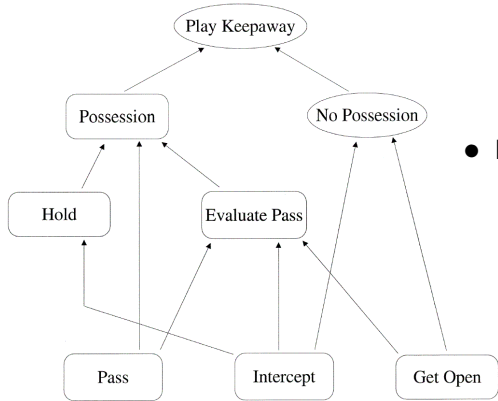 Play Keepaway
Possession
No Possession
Hold
Evaluate Pass
Pass
Intercept
Get Open